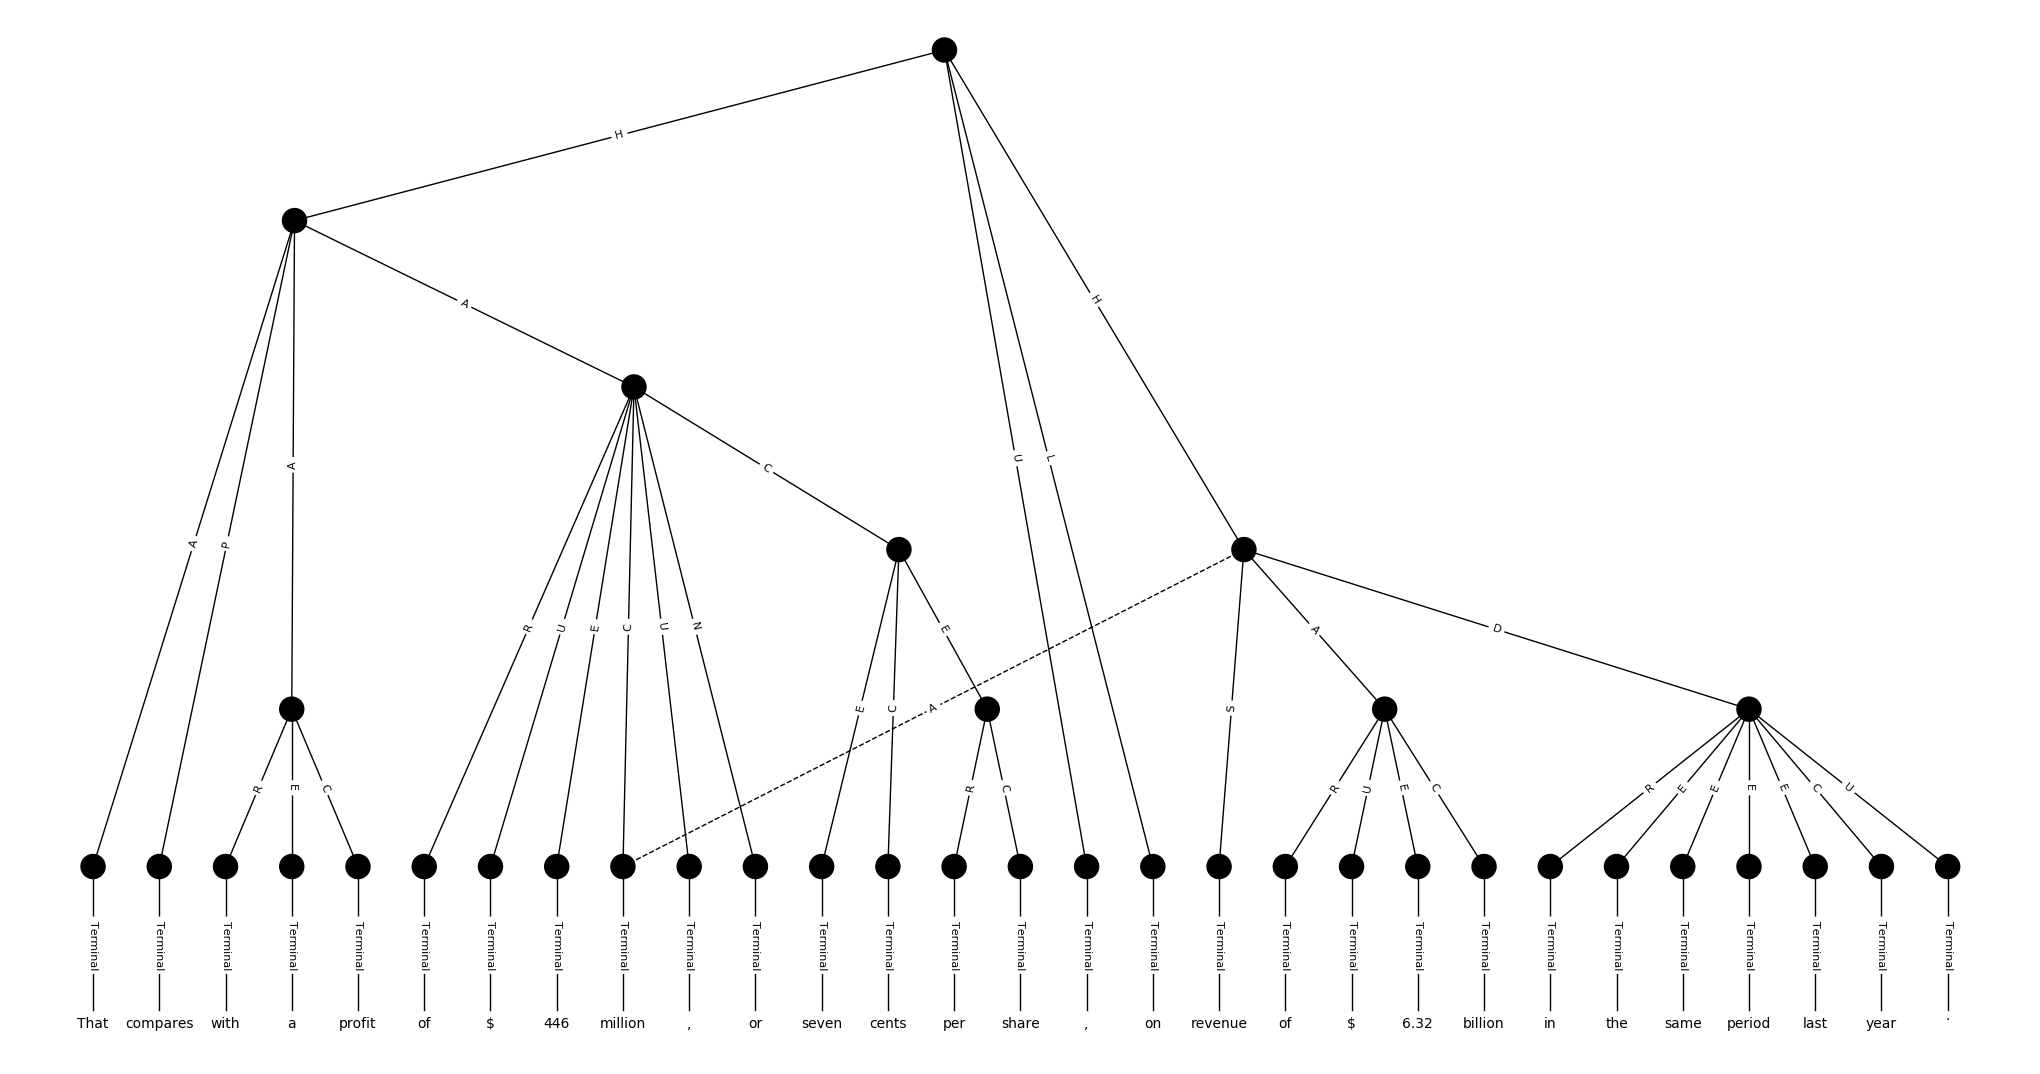 H
A
H
A
U
L
C
A
P
R
U
E
C
U
N
E
A
D
E
C
A
S
R
E
C
R
C
R
U
E
C
R
E
E
E
E
C
U
Terminal Terminal Terminal Terminal Terminal Terminal Terminal Terminal Terminal Terminal Terminal Terminal Terminal Terminal Terminal Terminal Terminal Terminal Terminal Terminal Terminal Terminal Terminal Terminal Terminal Terminal Terminal Terminal Terminal
That compares with a profit of $ 446 million , or seven cents per share , on revenue of $ 6.32 billion in the same period last year .